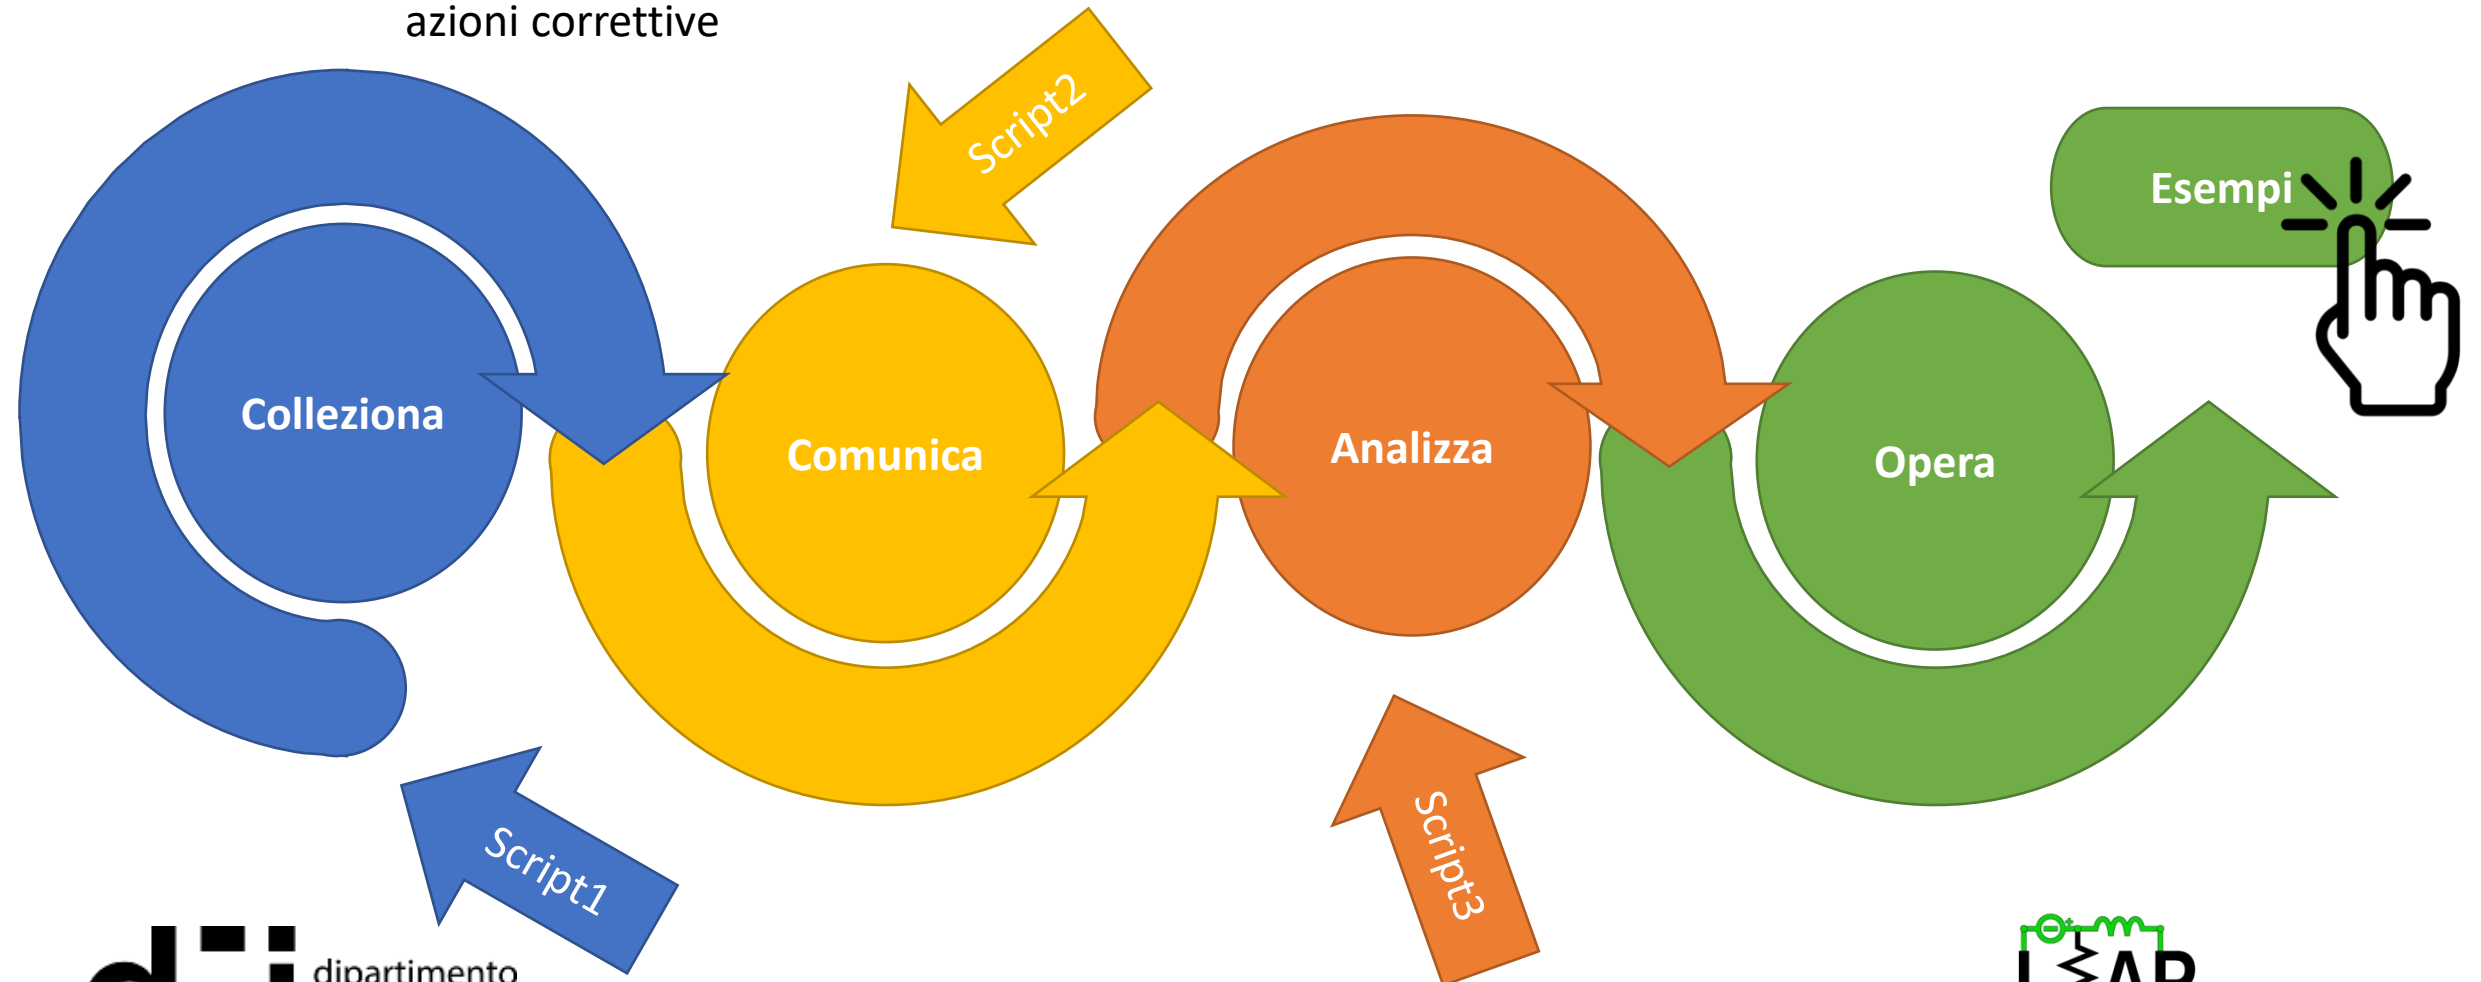 azioni correttive
Script2
Esempi
Colleziona
Comunica
Analizza
Opera
Script1
Script3
dipartimento